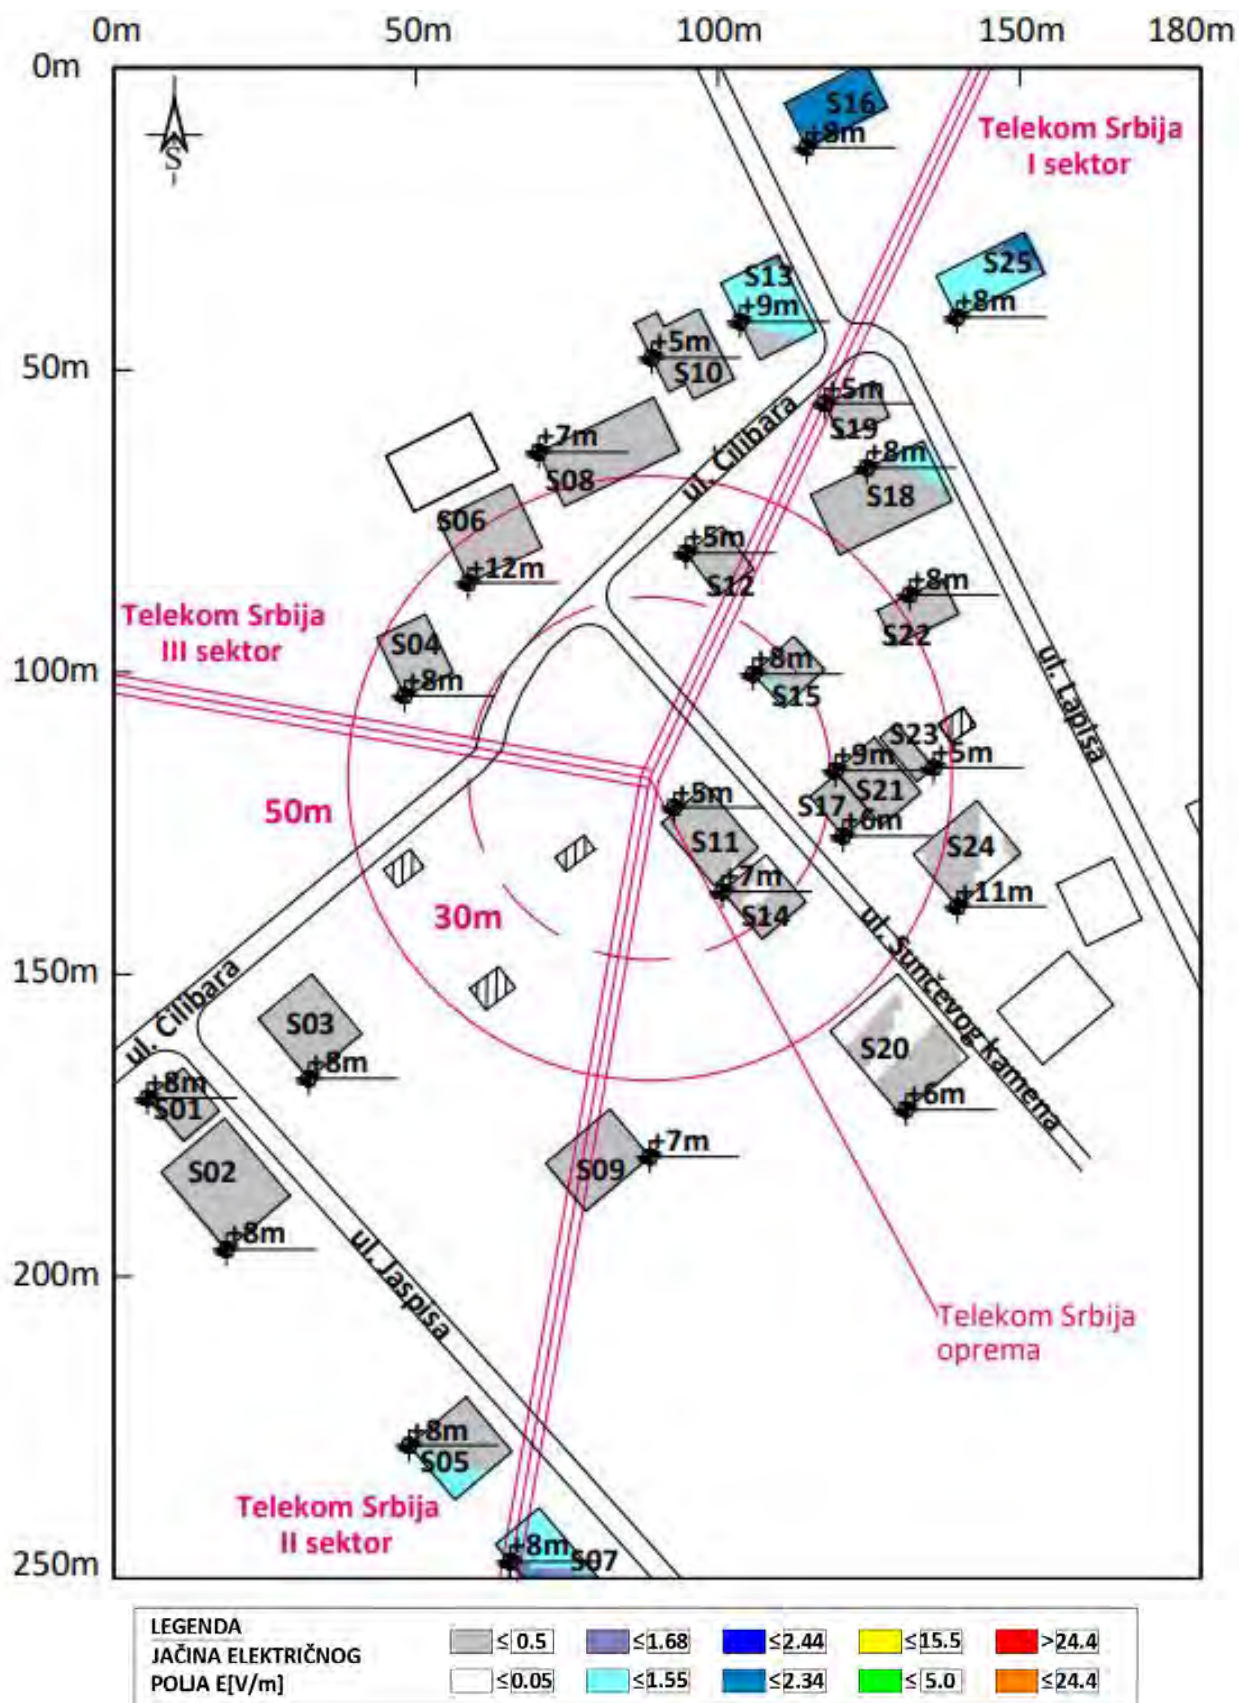 0m 50m 100m 150m 180m
0m
S
S16
+8m
Telekom Srbija
I sektor
S13
+9m
S25
+8m
50m
+5m
S10
+5m
S19
ul. Ćilibara
+7m
S08
+8m
S18
S06
+12m
+5m
S12
+8m
S22
Telekom Srbija
III sektor
S04
+8m
100m
+8m
S15
ul. Lapisa
S23
+5m
+9m
S21
S17
+6m
50m
+5m
S11
S24
+11m
+7m
S14
30m
ul. Sunčevog kamena
150m
ul. Ćilibara
S03
+8m
S20
+6m
+8m
S01
S02
+8m
+7m
S09
200m
ul. Jaspisa
Telekom Srbija
oprema
+8m
S05
Telekom Srbija
II sektor
+8m
S07
250m
LEGENDA
JAČINA ELEKTRIČNOG
POLJA E[V/m]
≤0.5 ≤1.68 ≤2.44 ≤15.5 >24.4
≤0.05 ≤1.55 ≤2.34 ≤5.0 ≤24.4